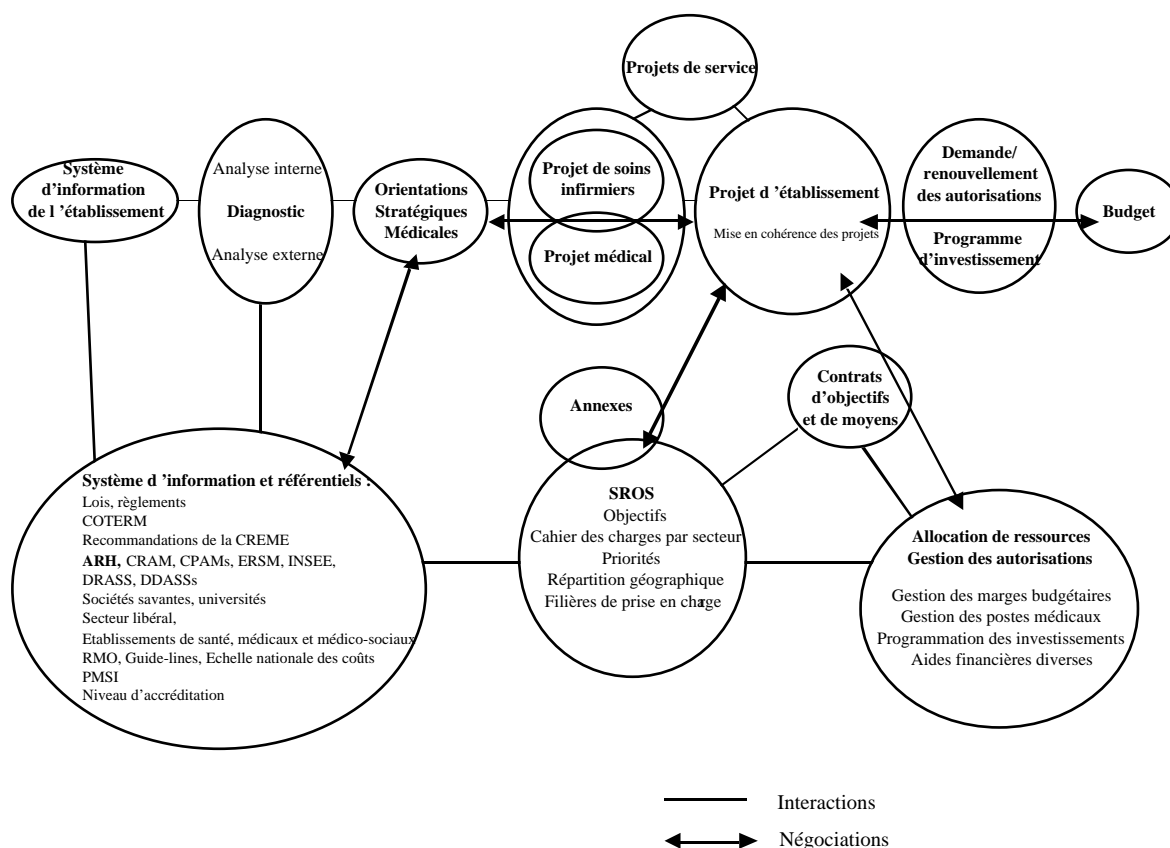 Projets de service
Système
d'information
de l 'établissement
Analyse interne
Diagnostic
Analyse externe
Orientations
Stratégiques
Médicales
Projet de soins
infirmiers
Projet médical
Projet d 'établissement
Mise en cohérence des projets
Demande/
renouvellement
des autorisations
Programme
d'investissement
Budget
Annexes
Contrats
d'objectifs
et de moyens
Système d 'information et référentiels :
Lois, règlements
COTERM
Recommandations de la CREME
ARH, CRAM, CPAMs, ERSM, INSEE,
DRASS, DDASSs
Sociétés savantes, universités
Secteur libéral,
Etablissements de santé, médicaux et médico-sociaux
RMO, Guide-lines, Echelle nationale des coûts
PMSI
Niveau d'accréditation
SROS
Objectifs
Cahier des charges par secteur
Priorités
Répartition géographique
Filières de prise en charge
Allocation de ressources
Gestion des autorisations
Gestion des marges budgétaires
Gestion des postes médicaux
Programmation des investissements
Aides financières diverses
Interactions
Négociations